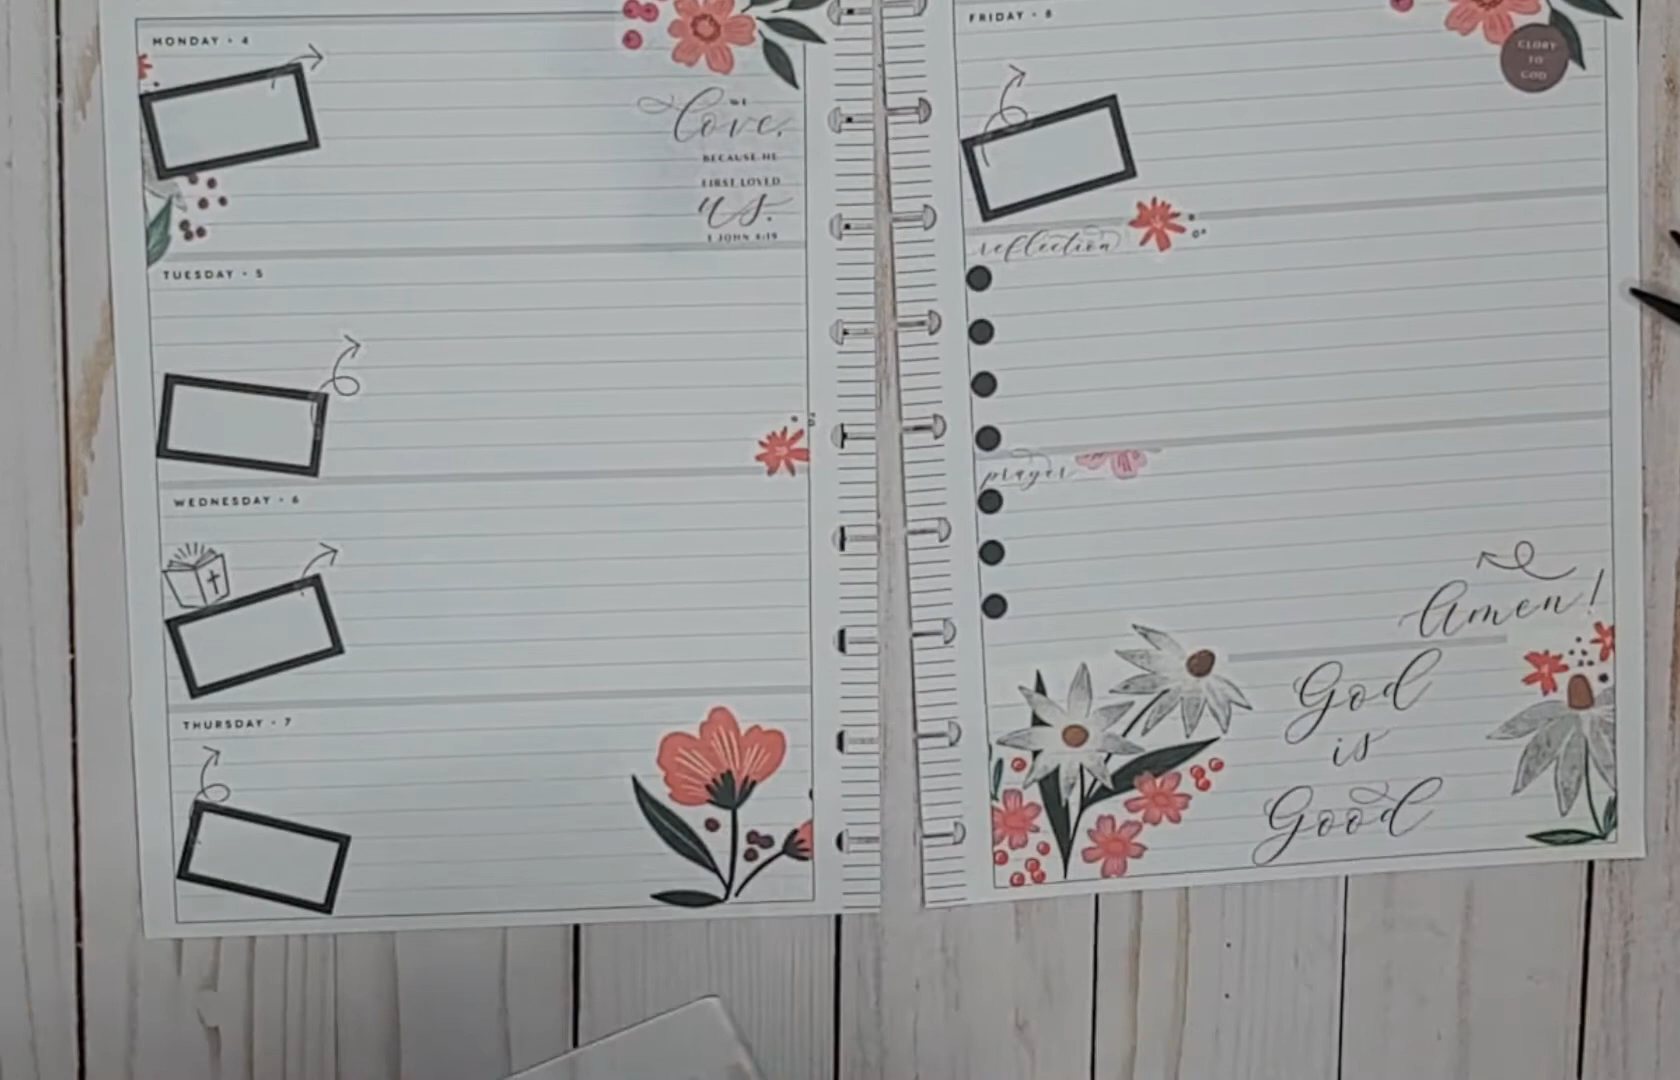 MONDAY • 4
WE
love,
BECAUSE HE
FIRST LOVED
us.
1 JOHN 4:19
TUESDAY • 5
WEDNESDAY • 6
THURSDAY • 7
FRIDAY • 8
GLORY
TO
GOD
reflection
prayer
Amen!
God
is
Good